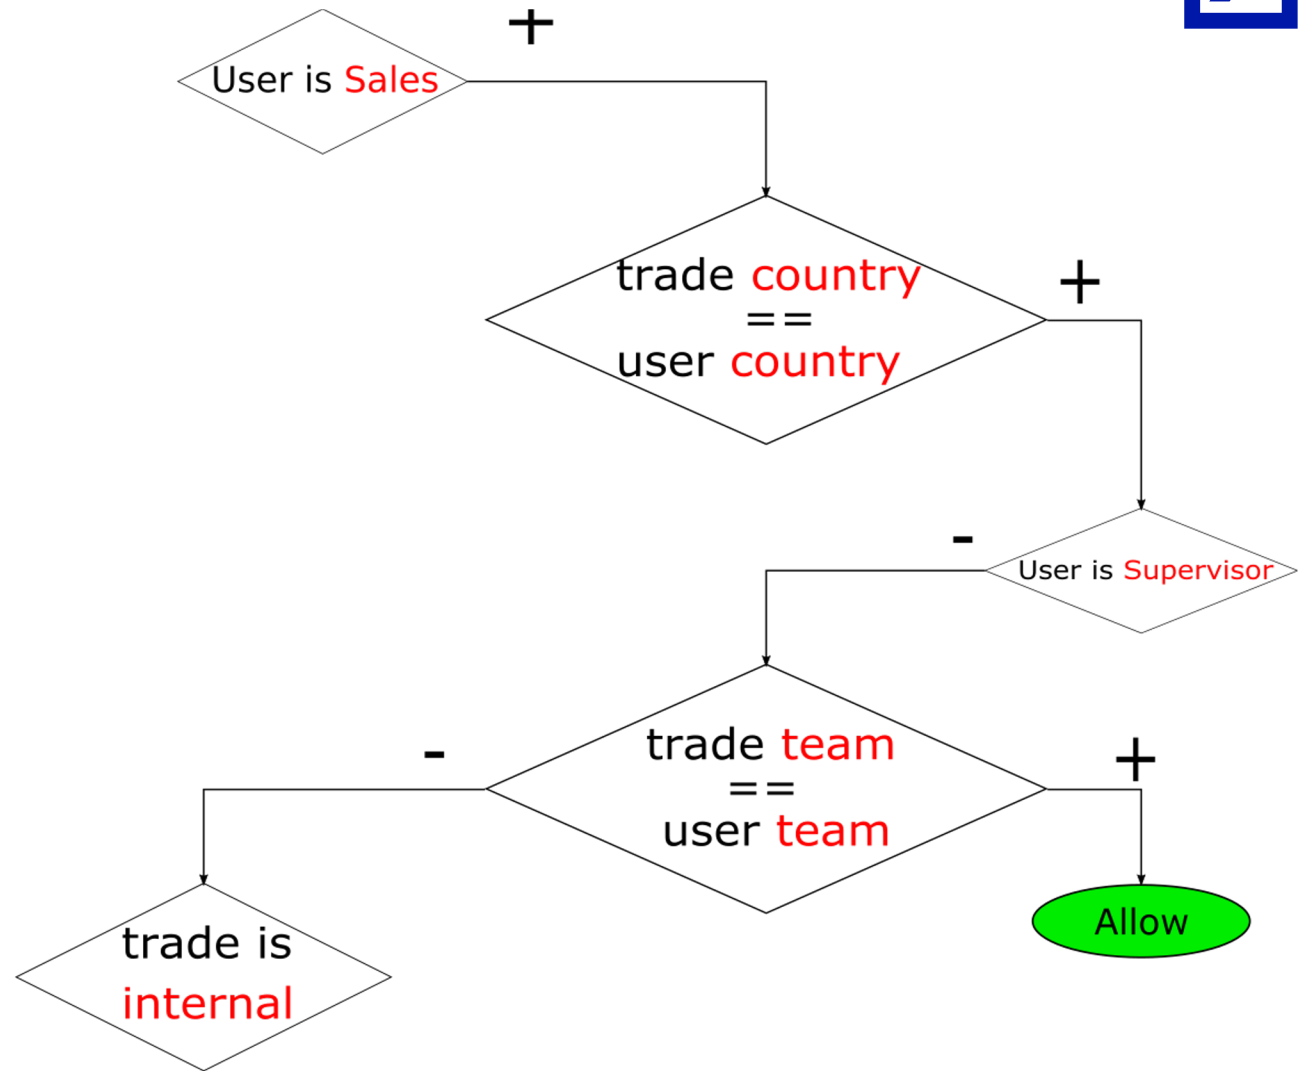 +
User is Sales
trade country
==
user country
+
-
User is Supervisor
trade team
==
user team
-
+
trade is
internal
Allow